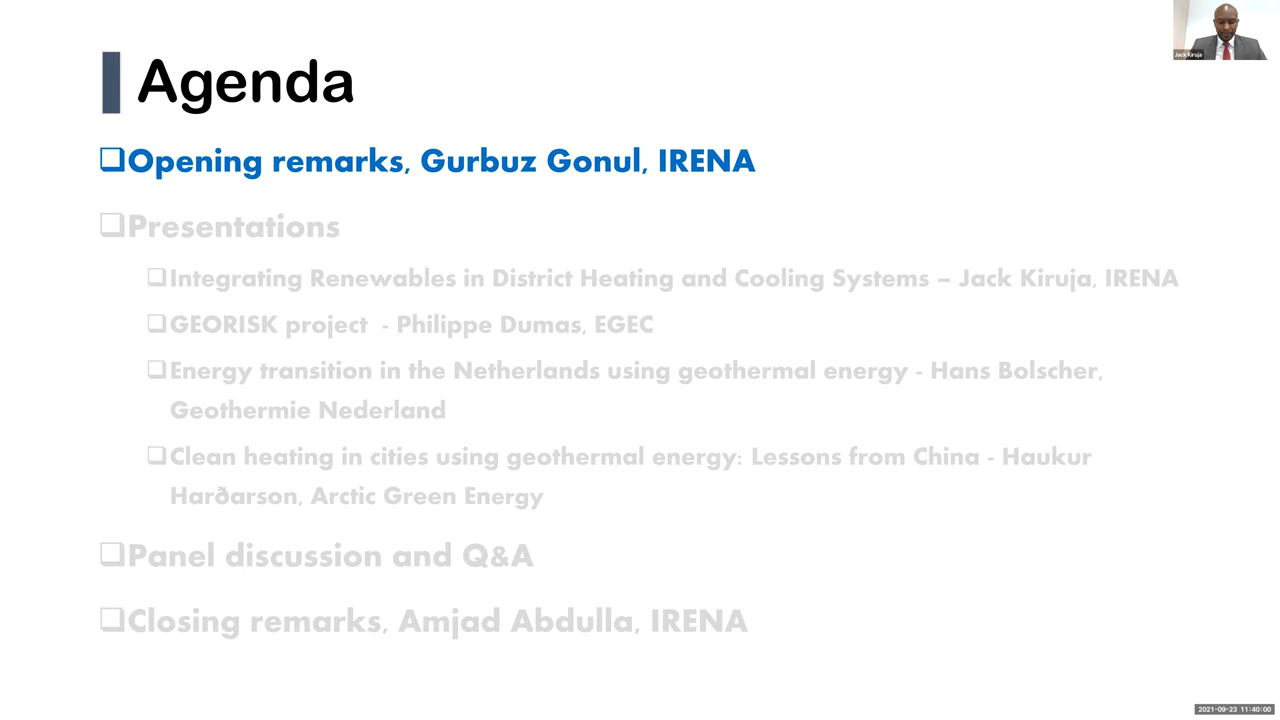 Jack Kiruja
Agenda
❑Opening remarks, Gurbuz Gonul, IRENA
❑Presentations
❑Integrating Renewables in District Heating and Cooling Systems – Jack Kiruja, IRENA
❑GEORISK project - Philippe Dumas, EGEC
❑Energy transition in the Netherlands using geothermal energy - Hans Bolscher,
Geothermie Nederland
❑Clean heating in cities using geothermal energy: Lessons from China - Haukur
Harðarson, Arctic Green Energy
❑Panel discussion and Q&A
❑Closing remarks, Amjad Abdulla, IRENA
2021-09-23 11:40:00